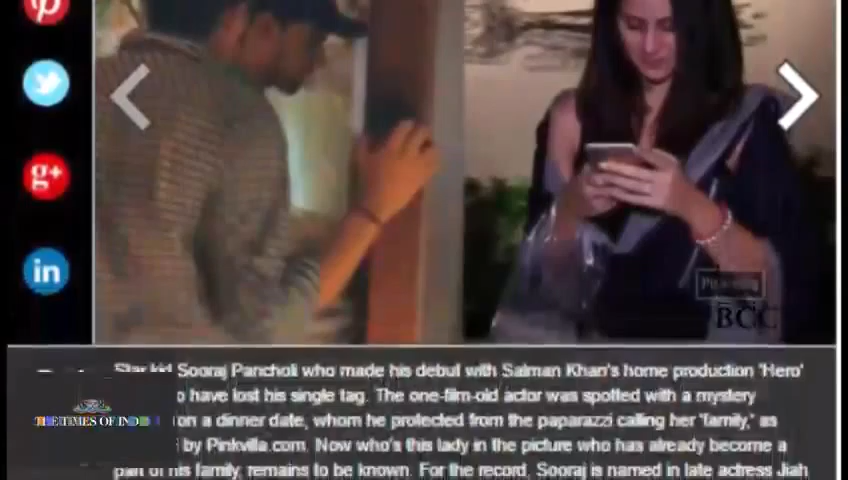 g+
in
Pinkvilla
BCC
Star kid Sooraj Pancholi who made his debut with Salman Khan's home production 'Hero'
o have lost his single tag. The one-film-old actor was spotted with a mystery
on a dinner date, whom he protected from the paparazzi calling her "family," as
i by Pinkvilla.com. Now who's this lady in the picture who has already become a
part of his family, remains to be known. For the record, Sooraj is named in late actress Jiah
THE TIMES OF INDI